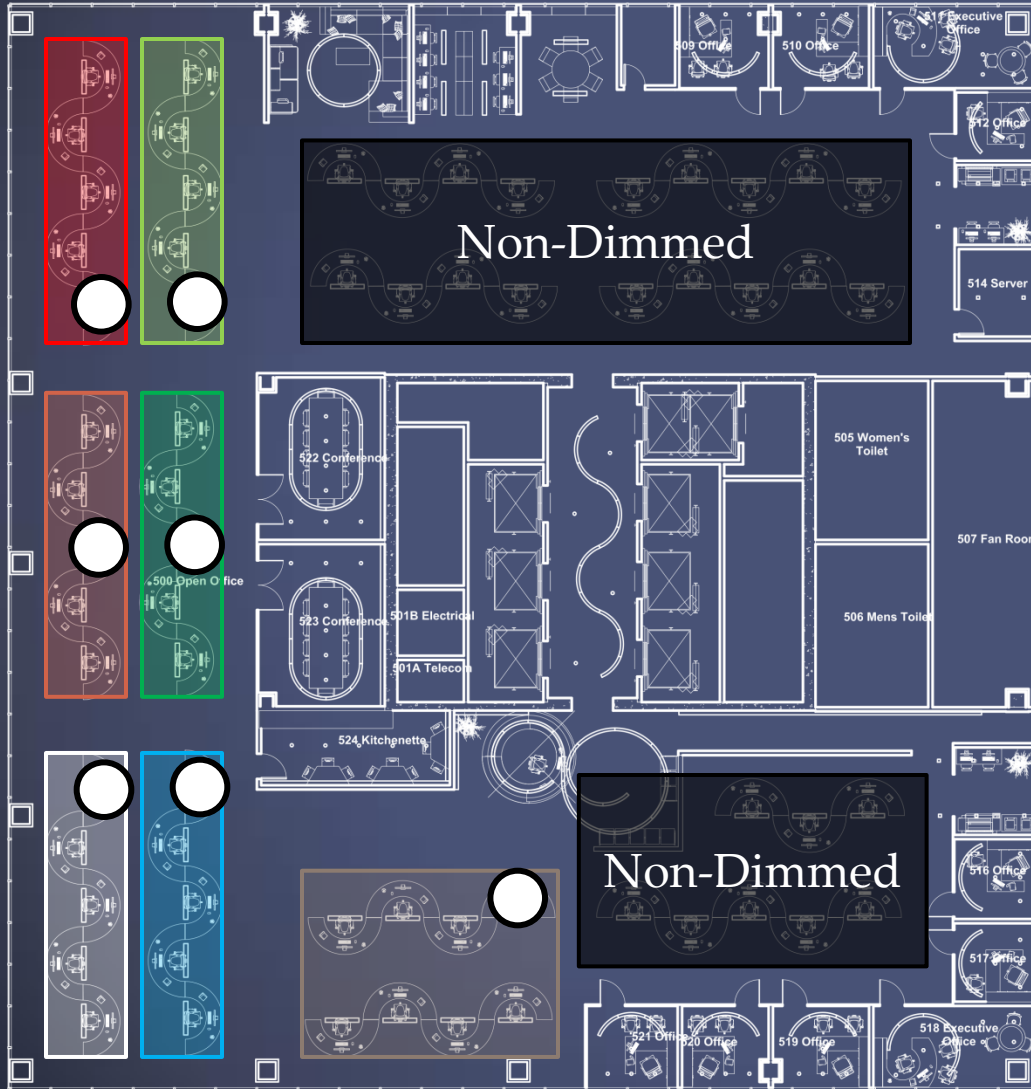 511 Executive
Office
509 Office
510 Office
512 Office
Non-Dimmed
514 Server
505 Women's
Toilet
522 Conference
507 Fan Room
500 Open Office
523 Conference
501B Electrical
506 Mens Toilet
501A Telecom
524 Kitchenette
Non-Dimmed
516 Office
517 Office
518 Executive
Office
521 Office
520 Office
519 Office